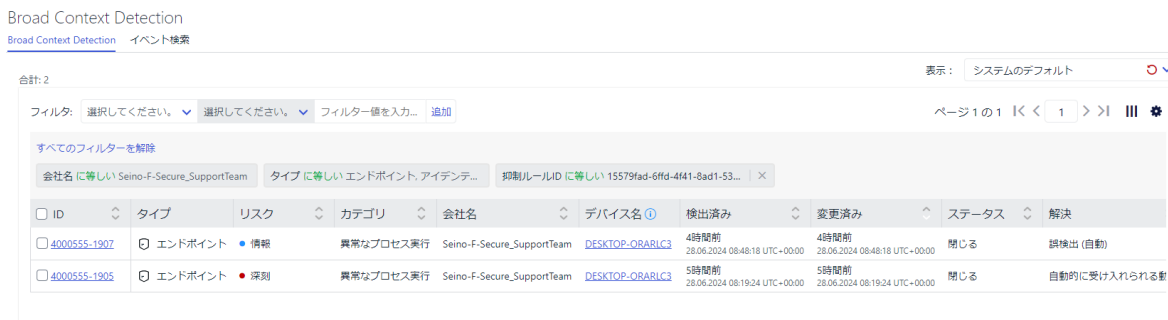 Broad Context Detection
Broad Context Detection イベント検索
表示： システムのデフォルト
合計: 2
フィルタ: 選択してください。 選択してください。 フィルター値を入力... 追加
ページ 1 の 1 1
すべてのフィルターを解除
会社名 に等しい Seino-F-Secure_SupportTeam タイプ に等しい エンドポイント, アイデンテ... 抑制ルールID に等しい 15579fad-6ffd-4f41-8ad1-53...
ID タイプ リスク カテゴリ 会社名 デバイス名 検出済み 変更済み ステータス 解決
4000555-1907 エンドポイント 情報 異常なプロセス実行 Seino-F-Secure_SupportTeam DESKTOP-ORARLC3 4時間前 4時間前 閉じる 誤検出 (自動)
28.06.2024 08:48:18 UTC+00:00 28.06.2024 08:48:18 UTC+00:00
4000555-1905 エンドポイント 深刻 異常なプロセス実行 Seino-F-Secure_SupportTeam DESKTOP-ORARLC3 5時間前 5時間前 閉じる 自動的に受け入れられる動
28.06.2024 08:19:24 UTC+00:00 28.06.2024 08:19:24 UTC+00:00